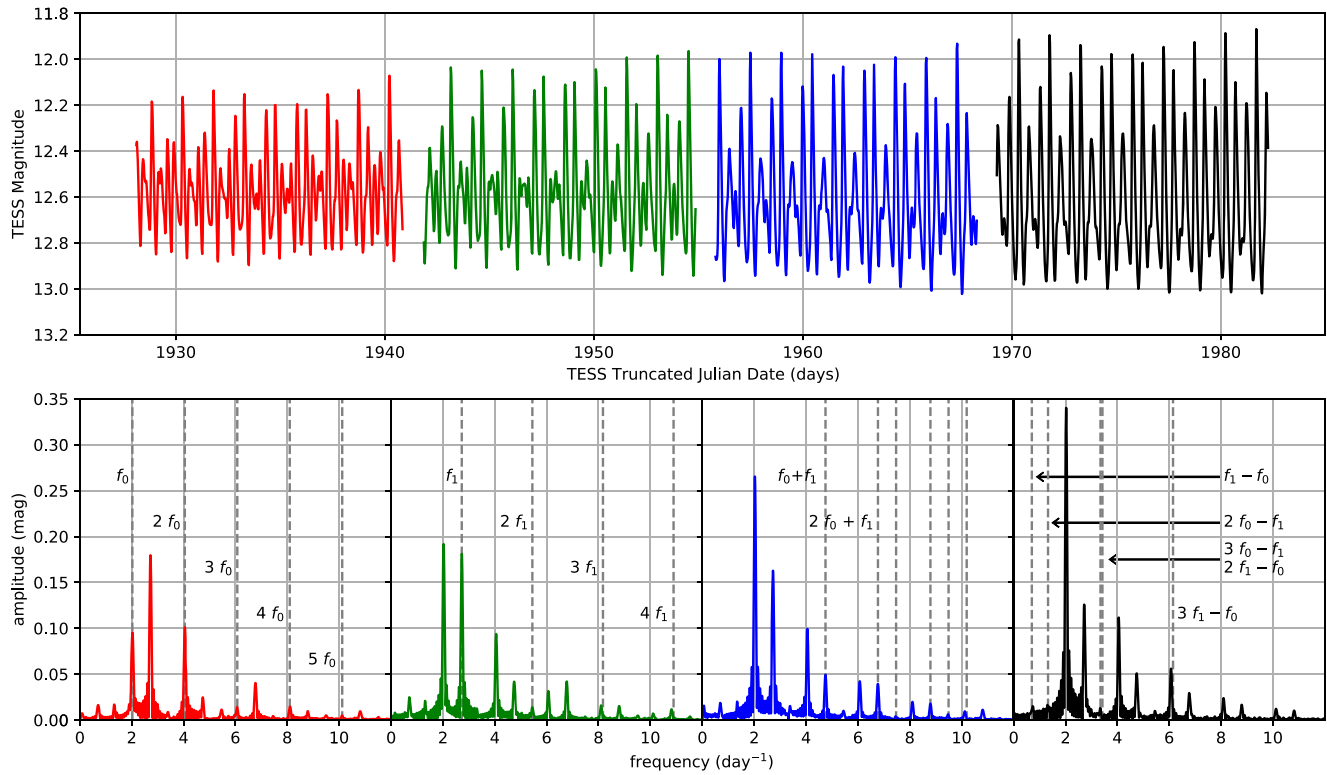 11.8
12.0
12.2
12.4
12.6
12.8
13.0
13.2
TESS Magnitude
1930 1940 1950 1960 1970 1980
TESS Truncated Julian Date (days)
0.35
0.30
0.25
0.20
0.15
0.10
0.05
0.00
amplitude (mag)
f₀
2 f₀
3 f₀
4 f₀
5 f₀
f₁
2 f₁
3 f₁
4 f₁
f₀+f₁
2 f₀ + f₁
f₁ − f₀
2 f₀ − f₁
3 f₀ − f₁
2 f₁ − f₀
3 f₁ − f₀
0 2 4 6 8 10 0 2 4 6 8 10 0 2 4 6 8 10 0 2 4 6 8 10
frequency (day⁻¹)